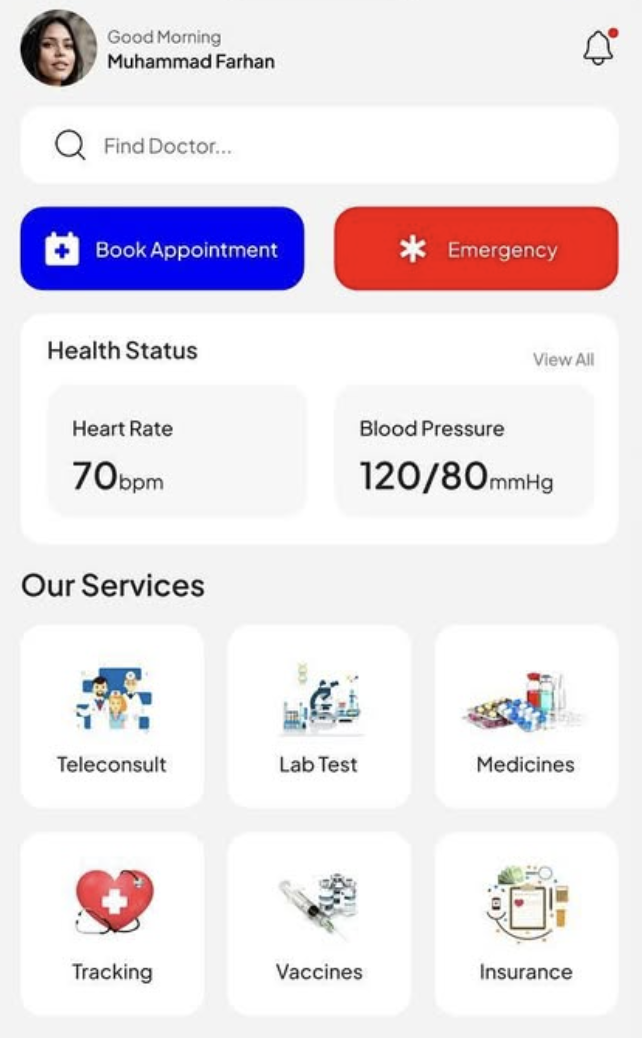 Good Morning
Muhammad Farhan
Find Doctor...
Book Appointment
Emergency
Health Status
View All
Heart Rate
Blood Pressure
70bpm
120/80mmHg
Our Services
Teleconsult
Lab Test
Medicines
Tracking
Vaccines
Insurance